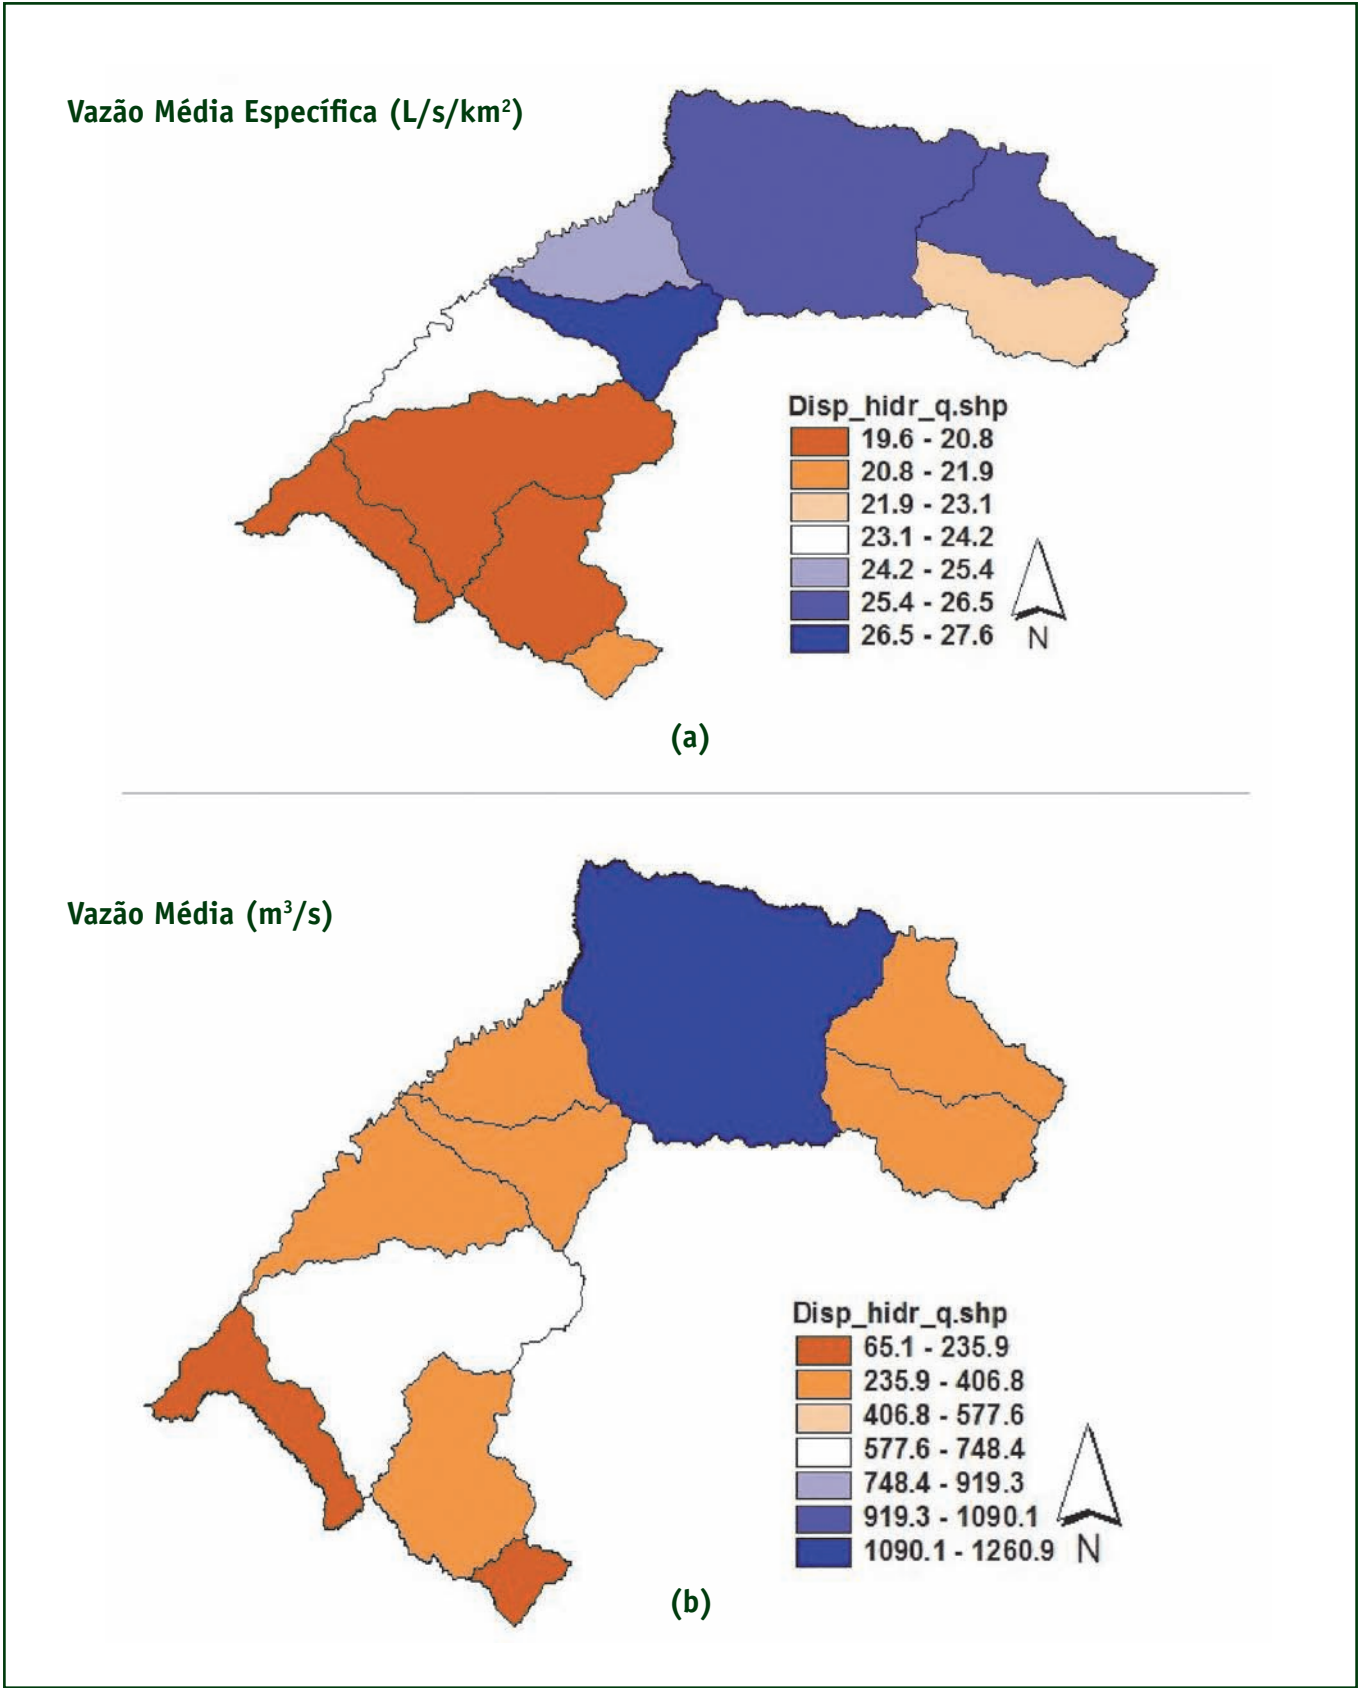 Vazão Média Específica (L/s/km²)
Disp_hidr_q.shp
19.6 - 20.8
20.8 - 21.9
21.9 - 23.1
23.1 - 24.2
24.2 - 25.4
25.4 - 26.5
26.5 - 27.6
N
(a)
Vazão Média (m³/s)
Disp_hidr_q.shp
65.1 - 235.9
235.9 - 406.8
406.8 - 577.6
577.6 - 748.4
748.4 - 919.3
919.3 - 1090.1
1090.1 - 1260.9
N
(b)